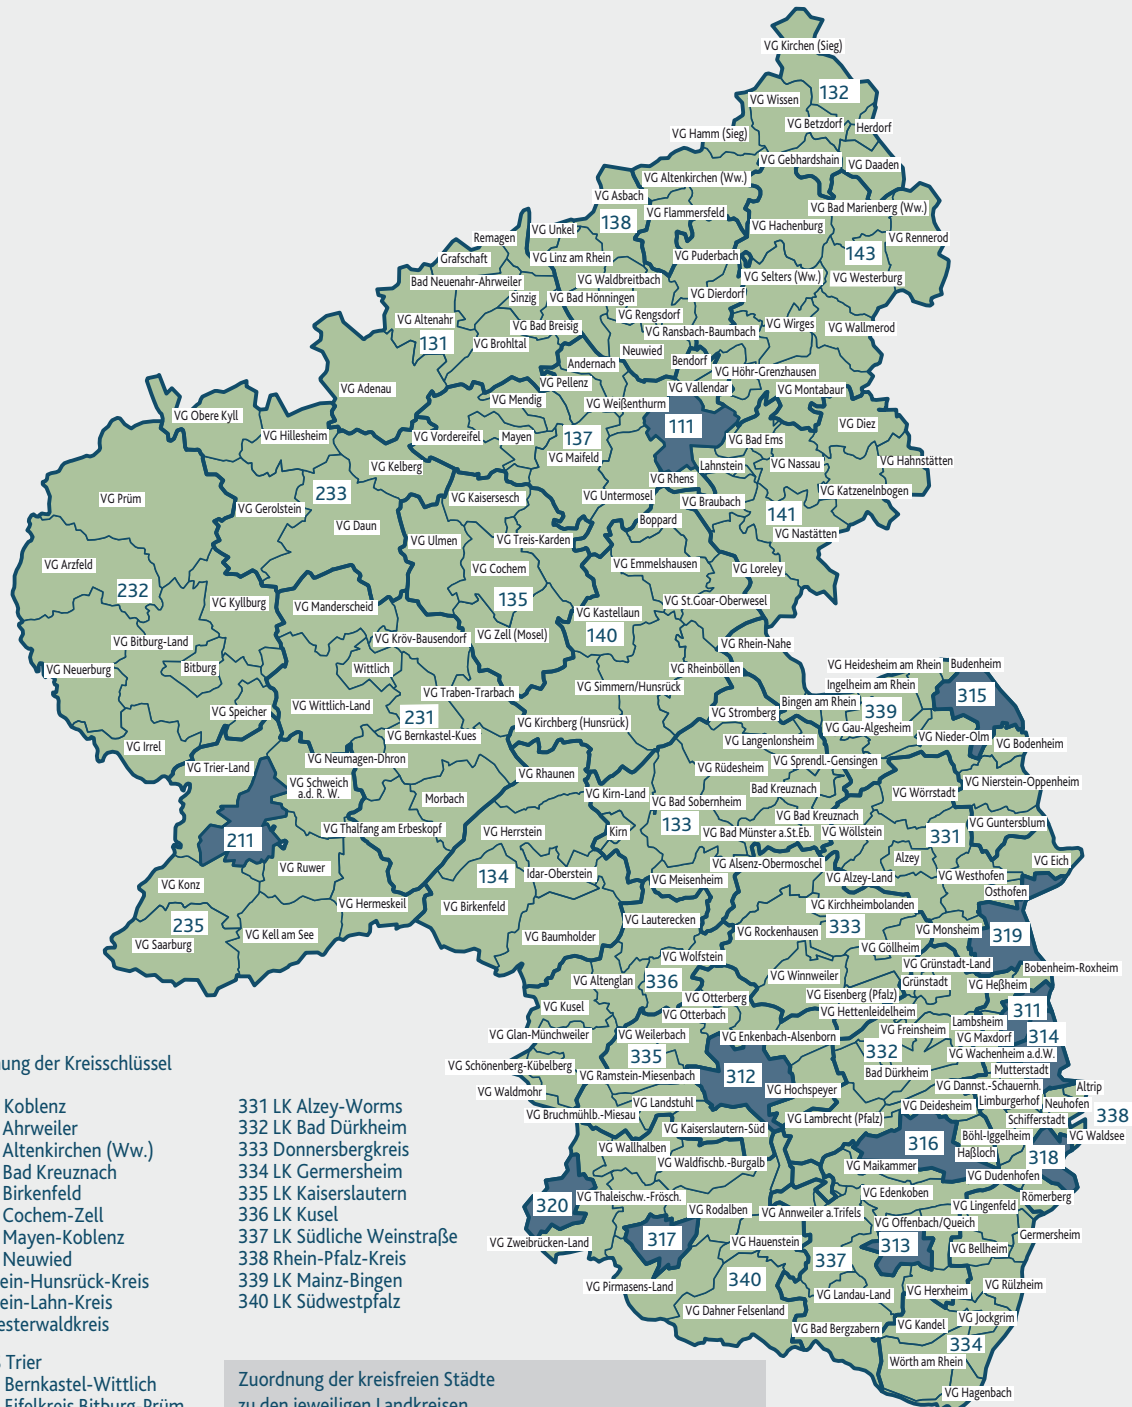 VG Kirchen (Sieg)
132
VG Wissen
VG Betzdorf
Herdorf
VG Hamm (Sieg)
VG Gebhardshain
VG Daaden
VG Altenkirchen (Ww.)
VG Asbach
VG Flammersfeld
VG Bad Marienberg (Ww.)
138
VG Unkel
VG Hachenburg
Remagen
VG Rennerod
Grafschaft
VG Linz am Rhein
VG Puderbach
143
Bad Neuenahr-Ahrweiler
VG Waldbreitbach
VG Selters (Ww.)
VG Westerburg
Sinzig
VG Bad Hönningen
VG Dierdorf
VG Altenahr
VG Bad Breisig
VG Rengsdorf
VG Ransbach-Baumbach
VG Wirges
VG Wallmerod
131
VG Brohltal
Neuwied
Andernach
Bendorf
VG Höhr-Grenzhausen
VG Adenau
VG Pellenz
VG Vallendar
VG Montabaur
VG Mendig
VG Weißenthurm
VG Obere Kyll
111
VG Diez
VG Hillesheim
VG Vordereifel
Mayen
137
VG Bad Ems
VG Maifeld
VG Kelberg
Lahnstein
VG Nassau
VG Hahnstätten
VG Rhens
VG Prüm
233
VG Kaisersesch
VG Untermosel
VG Braubach
VG Katzenelnbogen
VG Gerolstein
Boppard
141
VG Daun
VG Ulmen
VG Treis-Karden
VG Nastätten
VG Arzfeld
VG Cochem
VG Emmelshausen
VG Loreley
232
VG Kyllburg
VG Manderscheid
135
VG St.Goar-Oberwesel
VG Kastellaun
VG Bitburg-Land
VG Kröv-Bausendorf
VG Zell (Mosel)
140
VG Rhein-Nahe
VG Neuerburg
Bitburg
Wittlich
VG Rheinböllen
VG Heidesheim am Rhein
Budenheim
VG Traben-Trarbach
VG Simmern/Hunsrück
Ingelheim am Rhein
315
VG Speicher
VG Wittlich-Land
Bingen am Rhein
339
231
VG Stromberg
VG Irrel
VG Bernkastel-Kues
VG Kirchberg (Hunsrück)
VG Gau-Algesheim
VG Nieder-Olm
VG Bodenheim
VG Langenlonsheim
VG Trier-Land
VG Neumagen-Dhron
VG Sprendl.-Gensingen
VG Rhaunen
VG Rüdesheim
VG Schweich
a.d. R. W.
VG Nierstein-Oppenheim
Morbach
VG Kirn-Land
VG Bad Sobernheim
Bad Kreuznach
VG Wörrstadt
VG Bad Kreuznach
VG Guntersblum
VG Thalfang am Erbeskopf
VG Herrstein
Kirn
133
VG Bad Münster a.St.Eb.
VG Wöllstein
331
211
VG Ruwer
VG Alsenz-Obermoschel
Alzey
VG Eich
134
Idar-Oberstein
VG Meisenheim
VG Alzey-Land
VG Westhofen
VG Konz
Osthofen
VG Hermeskeil
VG Birkenfeld
VG Kirchheimbolanden
235
VG Lauterecken
VG Rockenhausen
333
VG Monsheim
319
VG Saarburg
VG Kell am See
VG Baumholder
VG Göllheim
VG Wolfstein
VG Grünstadt-Land
Bobenheim-Roxheim
VG Altenglan
336
VG Winnweiler
Grünstadt
VG Heßheim
VG Otterberg
VG Eisenberg (Pfalz)
VG Kusel
VG Otterbach
VG Hettenleidelheim
311
VG Glan-Münchweiler
VG Weilerbach
VG Enkenbach-Alsenborn
VG Freinsheim
Lambsheim
314
VG Maxdorf
335
332
VG Wachenheim a.d.W.
VG Schönenberg-Kübelberg
VG Ramstein-Miesenbach
312
Bad Dürkheim
Mutterstadt
VG Waldmohr
VG Hochspeyer
VG Dannst.-Schauernh.
Altrip
VG Landstuhl
VG Deidesheim
Limburgerhof
Neuhofen
338
VG Bruchmühlb.-Miesau
VG Lambrecht (Pfalz)
Schifferstadt
VG Kaiserslautern-Süd
Böhl-Iggelheim
VG Waldsee
316
VG Wallhalben
Haßloch
318
VG Waldfischb.-Burgalb
VG Maikammer
VG Dudenhofen
320
VG Thaleischw.-Frösch.
VG Edenkoben
Römerberg
VG Rodalben
VG Annweiler a.Trifels
VG Lingenfeld
VG Offenbach/Queich
317
VG Hauenstein
313
Germersheim
VG Zweibrücken-Land
VG Bellheim
337
VG Pirmasens-Land
340
VG Landau-Land
VG Herxheim
VG Rülzheim
VG Dahner Felsenland
VG Jockgrim
VG Bad Bergzabern
VG Kandel
334
Wörth am Rhein
VG Hagenbach
ung der Kreisschlüssel
Koblenz
Ahrweiler
Altenkirchen (Ww.)
Bad Kreuznach
Birkenfeld
Cochem-Zell
Mayen-Koblenz
Neuwied
ein-Hunsrück-Kreis
ein-Lahn-Kreis
esterwaldkreis
Trier
Bernkastel-Wittlich
Eifelkreis Bitburg-Prüm
331 LK Alzey-Worms
332 LK Bad Dürkheim
333 Donnersbergkreis
334 LK Germersheim
335 LK Kaiserslautern
336 LK Kusel
337 LK Südliche Weinstraße
338 Rhein-Pfalz-Kreis
339 LK Mainz-Bingen
340 LK Südwestpfalz
Zuordnung der kreisfreien Städte
zu den jeweiligen Landkreisen